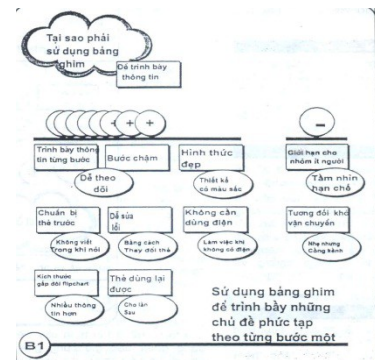 Tại sao phải
sử dụng bảng
ghim
Để trình bày
thông tin
+ + +
-
Trình bày thông
tin từng bước
Bước chậm
Hình thức
đẹp
Giới hạn cho
nhóm ít người
Dễ theo
dõi
Thiết kế
có màu sắc
Tầm nhìn
hạn chế
Chuẩn bị
thẻ trước
Dễ sửa
lỗi
Không cần
dùng điện
Tương đối khó
vận chuyển
Không viết
Trong khi nói
Bằng cách
Thay đổi thẻ
Làm việc khi
không có điện
Nhẹ nhưng
Cồng kềnh
Kích thước
gấp đôi flipchart
Thẻ dùng lại
được
Nhiều thông
tin hơn
Cho lần
Sau
Sử dụng bảng ghim
để trình bầy những
chủ đề phức tạp
theo từng bước một
B1